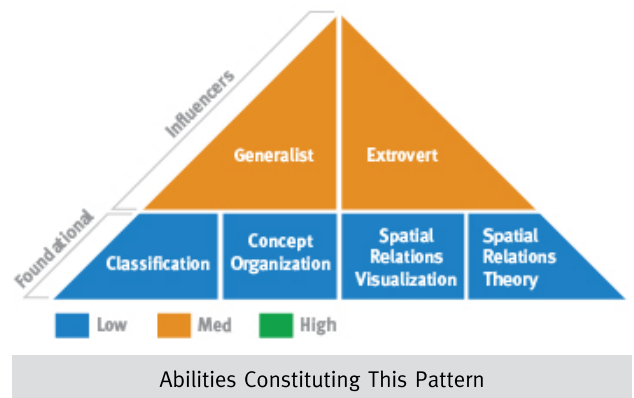 Influencers
Generalist
Extrovert
Foundational
Classification
Concept
Organization
Spatial
Relations
Visualization
Spatial
Relations
Theory
Low
Med
High
Abilities Constituting This Pattern